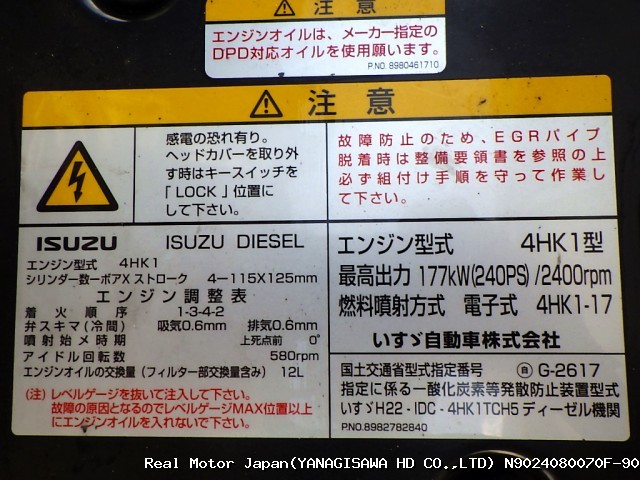 注意
エンジンオイルは、メーカー指定の
DPD対応オイルを使用願います。
P.NO. 8980461710
注意
感電の恐れ有り。
ヘッドカバーを取り外
す時はキースイッチを
「LOCK」位置に
して下さい。
故障防止のため、EGRパイプ
脱着時は整備要領書を参照の上
必ず組付け手順を守って作業し
て下さい。
ISUZU ISUZU DIESEL
エンジン型式 4HK1
シリンダー数ーボアX ストローク 4ー115X125mm
エンジン調整表
着火順序 1-3-4-2
弁スキマ(冷間) 吸気0.6mm 排気0.6mm
噴射始メ時期 上死点前 0°
アイドル回転数 580rpm
エンジンオイルの交換量(フィルター部交換量含み) 12L
(注) レベルゲージを抜いて注入して下さい。
故障の原因となるのでレベルゲージMAX位置以上
にエンジンオイルを入れないで下さい。
エンジン型式 4HK1型
最高出力 177kW(240PS)/2400rpm
燃料噴射方式 電子式 4HK1-17
いすゞ自動車株式会社
国土交通省型式指定番号 自 G-2617
指定に係る一酸化炭素等発散防止装置型式
いすゞH22-IDC-4HK1TCH5 ディーゼル機関
P.NO. 8982782840
Real Motor Japan(YANAGISAWA HD CO.,LTD) N9024080070F-90